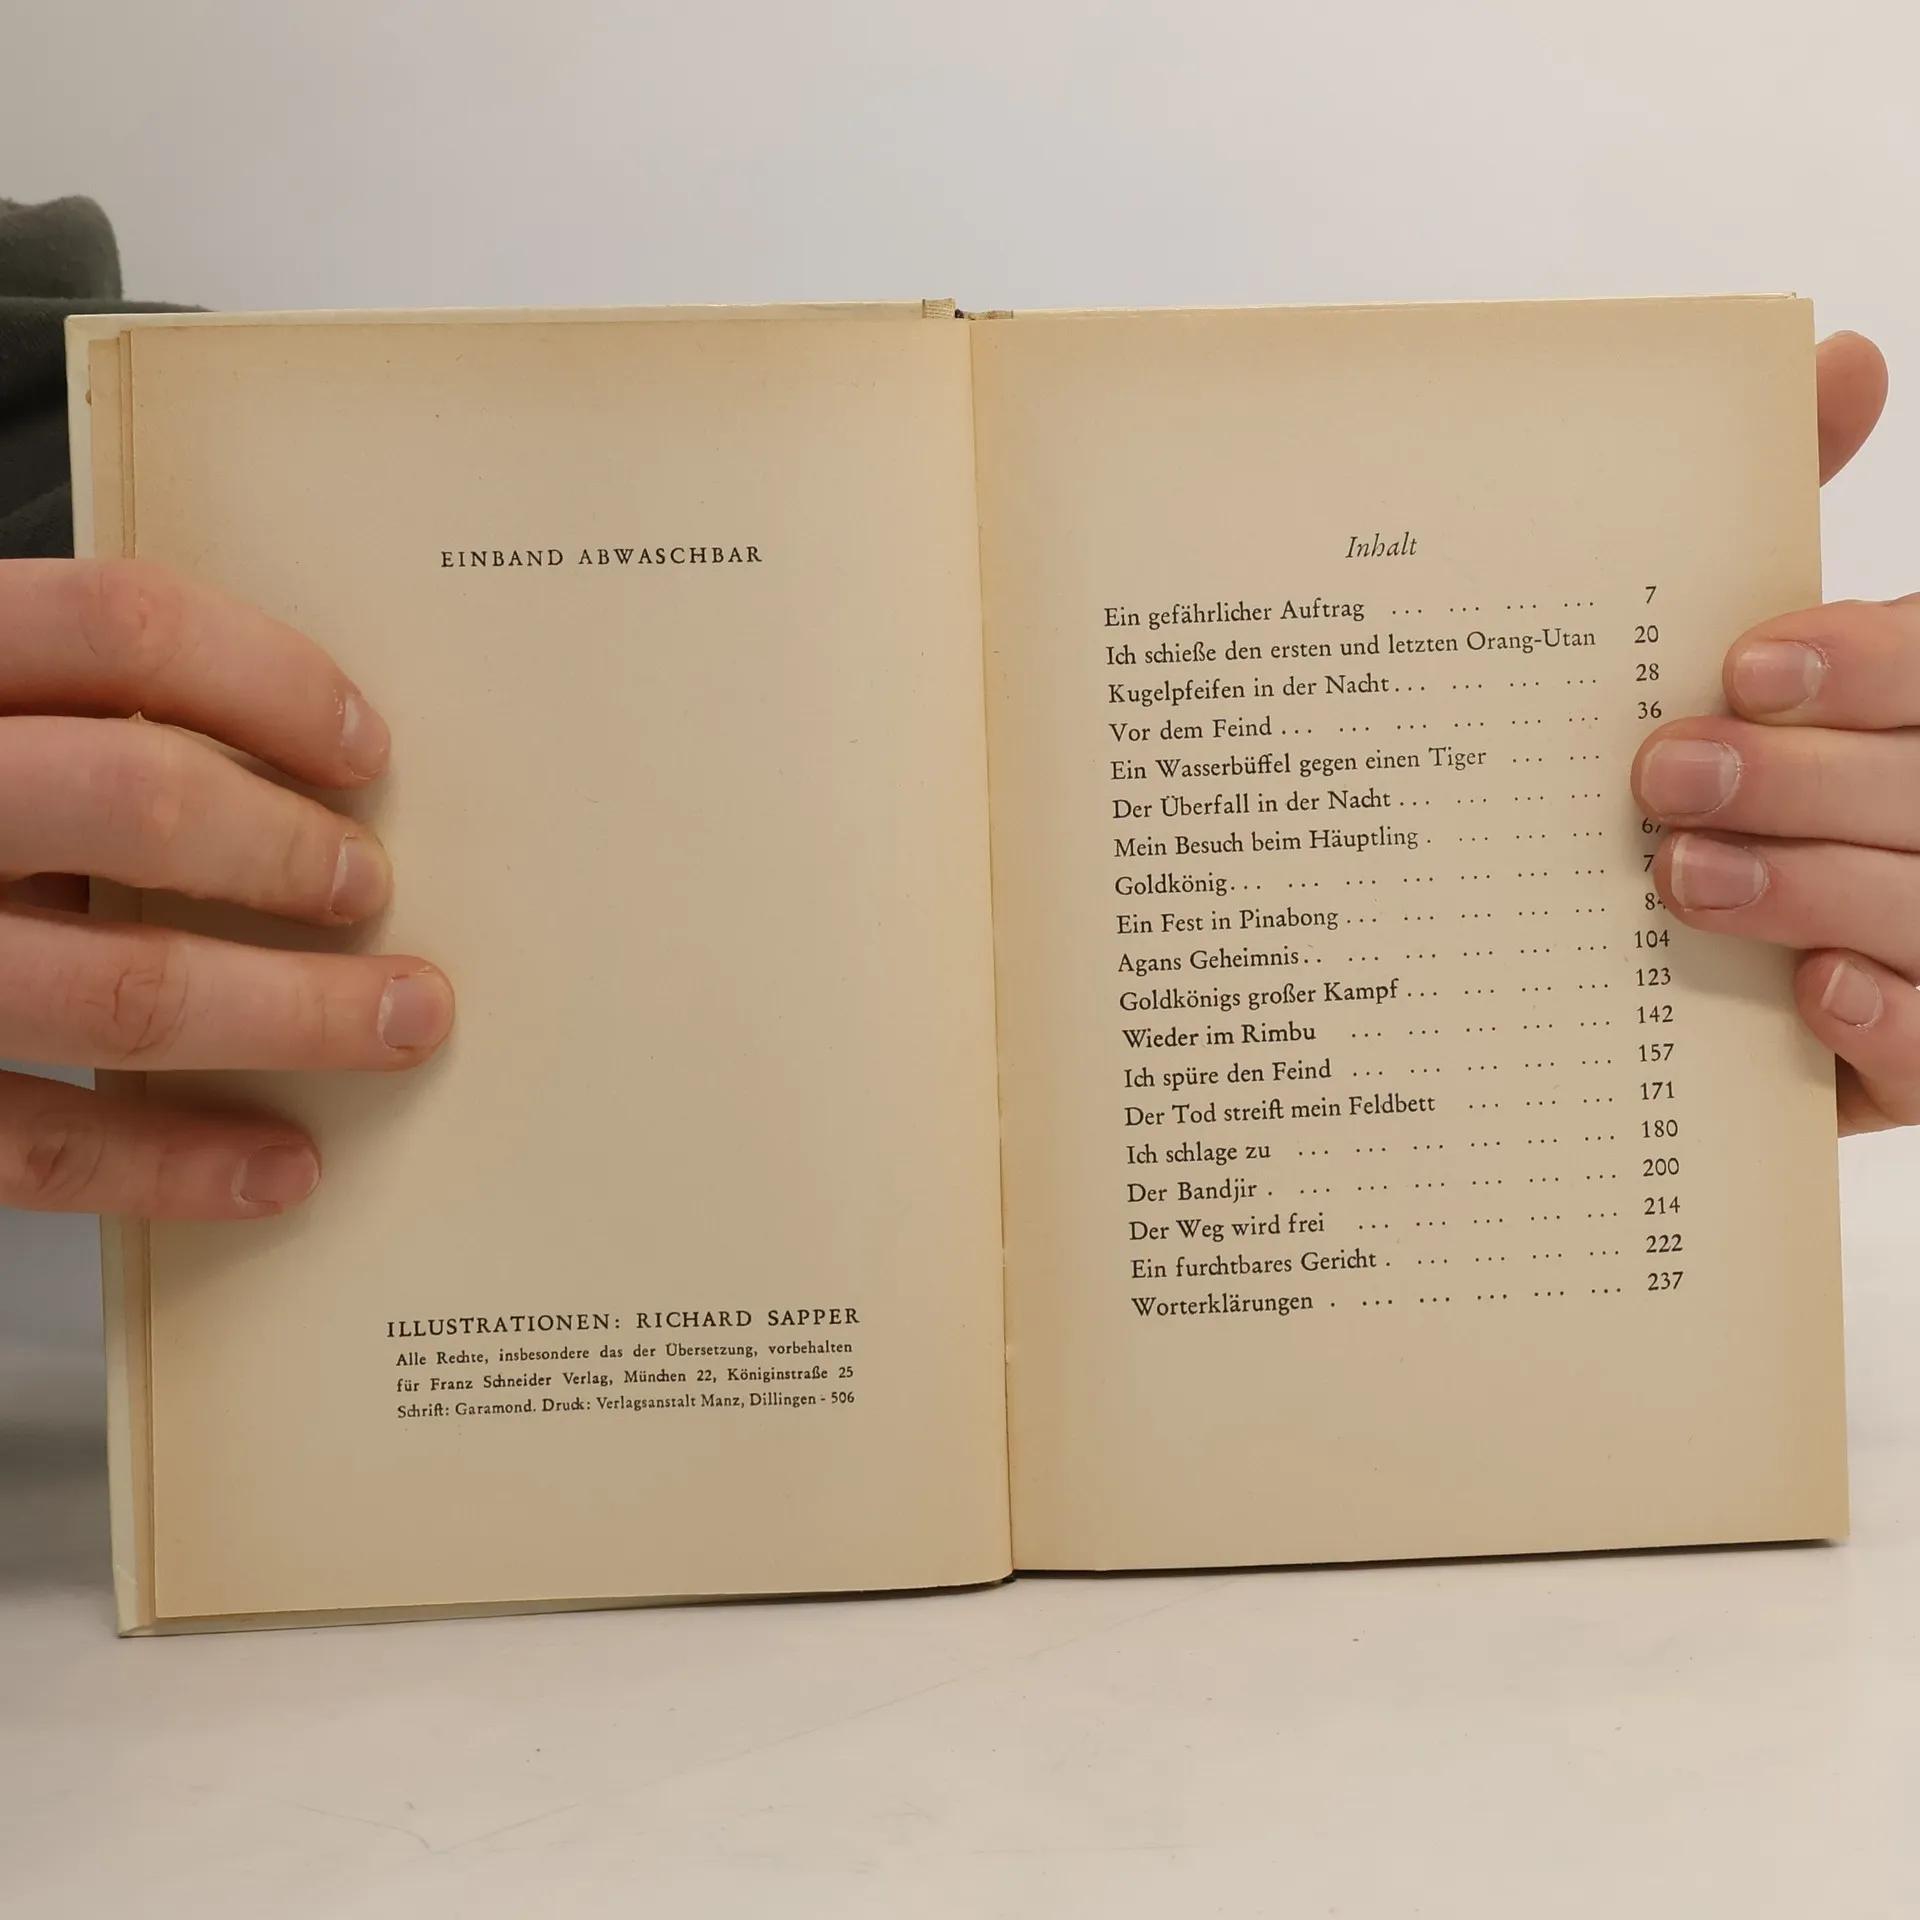 EINBAND ABWASCHBAR
ILLUSTRATIONEN: RICHARD SAPPER
Alle Rechte, insbesondere das der Übersetzung, vorbehalten
für Franz Schneider Verlag, München 22, Königinstraße 25
Schrift: Garamond. Druck: Verlagsanstalt Manz, Dillingen - 506
Inhalt
Ein gefährlicher Auftrag ... ... ... ... 7
Ich schieße den ersten und letzten Orang-Utan 20
Kugelpfeifen in der Nacht... ... ... ... 28
Vor dem Feind ... ... ... ... ... ... 36
Ein Wasserbüffel gegen einen Tiger ... ...
Der Überfall in der Nacht ... ... ... ...
Mein Besuch beim Häuptling . ... ... ...
Goldkönig... ... ... ... ... ... ...
Ein Fest in Pinabong ... ... ... ... ...
Agans Geheimnis.. ... ... ... ... ... 104
Goldkönigs großer Kampf ... ... ... ... 123
Wieder im Rimbu ... ... ... ... ... 142
Ich spüre den Feind ... ... ... ... ... 157
Der Tod streift mein Feldbett ... ... ... 171
Ich schlage zu ... ... ... ... ... ... 180
Der Bandjir . ... ... ... ... ... ... 200
Der Weg wird frei ... ... ... ... ... 214
Ein furchtbares Gericht . ... ... ... ... 222
Worterklärungen . ... ... ... ... ... 237